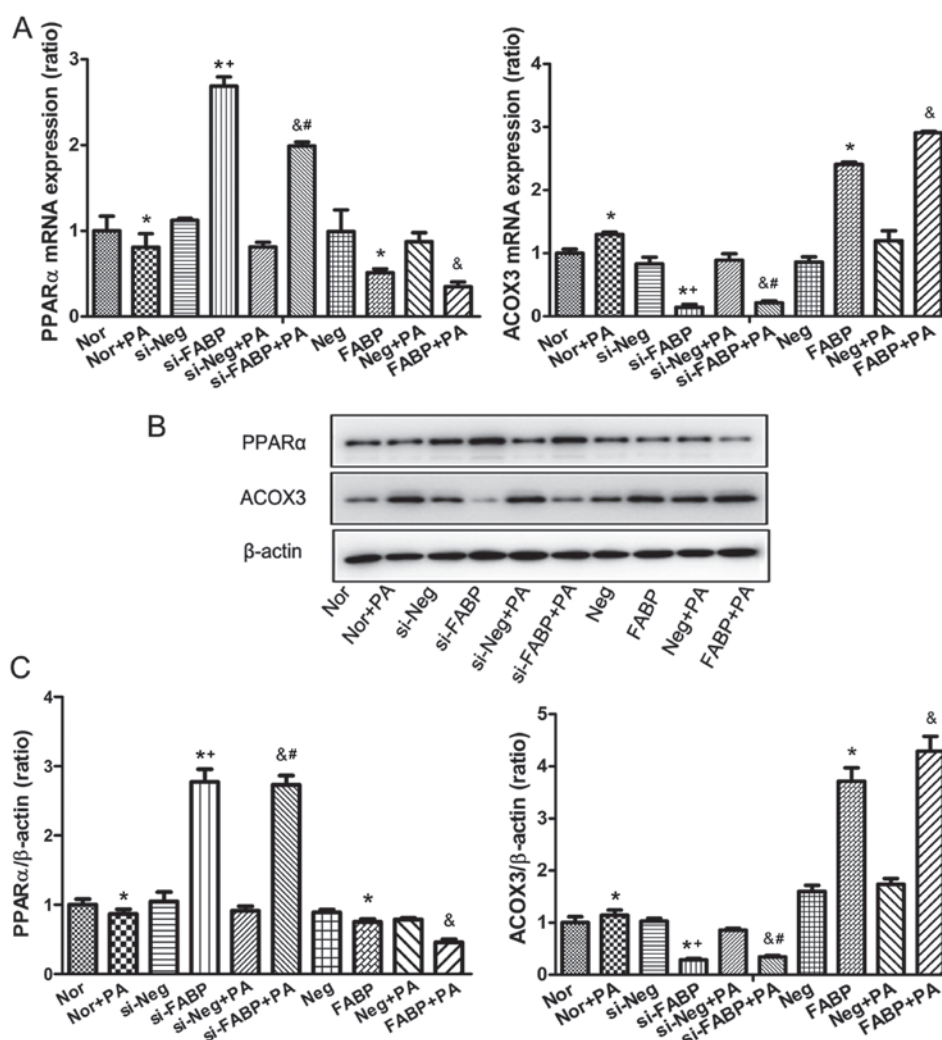 A
PPARα mRNA expression (ratio)
3
2
1
0
*+
&#
*
*
&
Nor
Nor+PA
si-Neg
si-FABP
si-Neg+PA
si-FABP+PA
Neg
FABP
Neg+PA
FABP+PA
ACOX3 mRNA expression (ratio)
4
3
2
1
0
*
*+
&#
*
&
Nor
Nor+PA
si-Neg
si-FABP
si-Neg+PA
si-FABP+PA
Neg
FABP
Neg+PA
FABP+PA
B
PPARα
ACOX3
β-actin
Nor
Nor+PA
si-Neg
si-FABP
si-Neg+PA
si-FABP+PA
Neg
FABP
Neg+PA
FABP+PA
C
PPARα/β-actin (ratio)
4
3
2
1
0
*
*+
&#
*
&
Nor
Nor+PA
si-Neg
si-FABP
si-Neg+PA
si-FABP+PA
Neg
FABP
Neg+PA
FABP+PA
ACOX3/β-actin (ratio)
5
4
3
2
1
0
*
*+
&#
*
&
Nor
Nor+PA
si-Neg
si-FABP
si-Neg+PA
si-FABP+PA
Neg
FABP
Neg+PA
FABP+PA